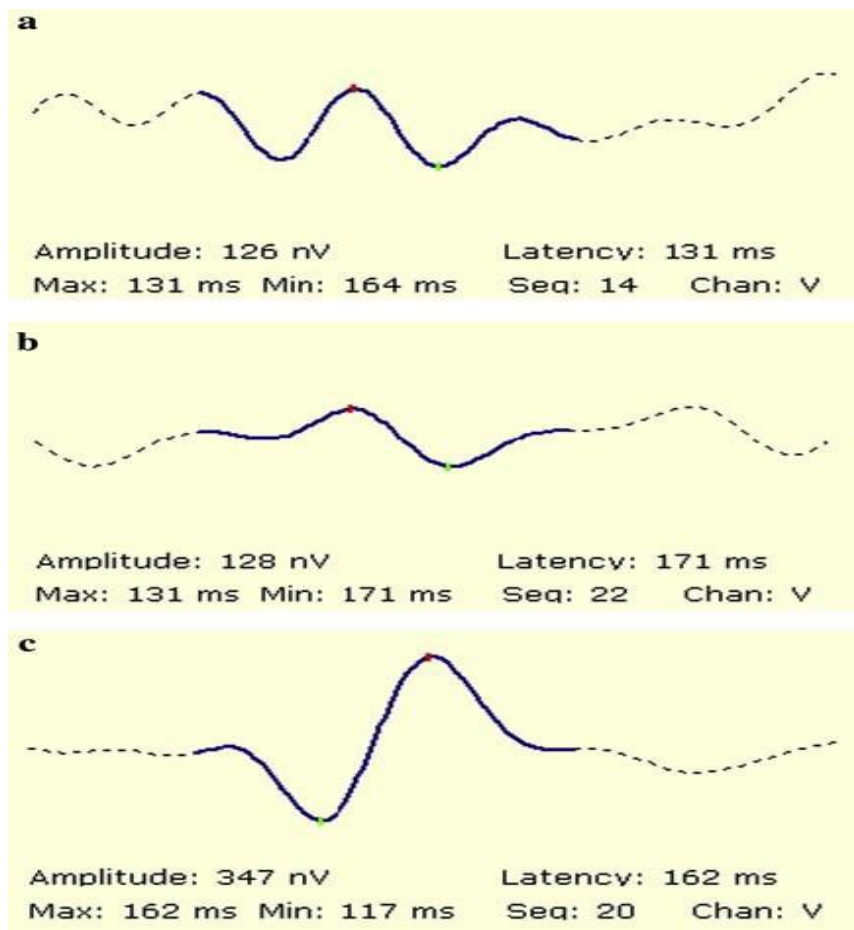 a
Amplitude: 126 nV Latency: 131 ms
Max: 131 ms Min: 164 ms Seq: 14 Chan: V
b
Amplitude: 128 nV Latency: 171 ms
Max: 131 ms Min: 171 ms Seq: 22 Chan: V
c
Amplitude: 347 nV Latency: 162 ms
Max: 162 ms Min: 117 ms Seq: 20 Chan: V